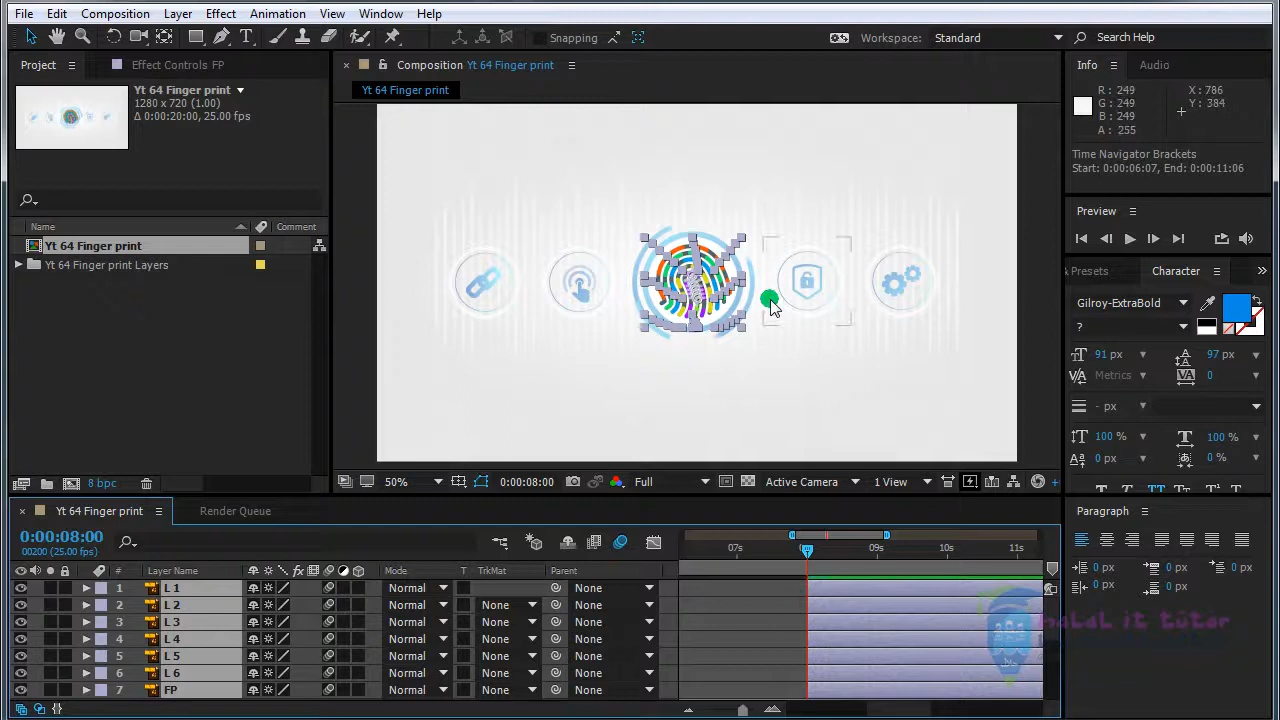 File Edit Composition Layer Effect Animation View Window Help
Snapping Workspace: Standard Search Help
Project Effect Controls FP Composition Yt 64 Finger print Info Audio
Yt 64 Finger print
Yt 64 Finger print
1280 x 720 (1.00)
Δ 0:00:20:00, 25.00 fps
R : 249
G : 249
B : 249
A : 255
X : 786
Y : 384
Time Navigator Brackets
Start: 0:00:06:07, End: 0:00:11:06
Preview
Name Comment
Yt 64 Finger print
Yt 64 Finger print Layers
Presets Character
Gilroy-ExtraBold
?
91 px 97 px
Metrics 0
- px
100 % 100 %
0 px 0 %
8 bpc 50% 0:00:08:00 Full Active Camera 1 View
Yt 64 Finger print Render Queue Paragraph
0:00:08:00
00200 (25.00 fps)
07s 09s 10s 11s
0 px 0 px 0 px
0 px 0 px
# Layer Name fx Mode T TrkMat Parent
1 L 1 Normal None
2 L 2 Normal None None
3 L 3 Normal None None
4 L 4 Normal None None
5 L 5 Normal None None
6 L 6 Normal None None
7 FP Normal None None
halal it tutor